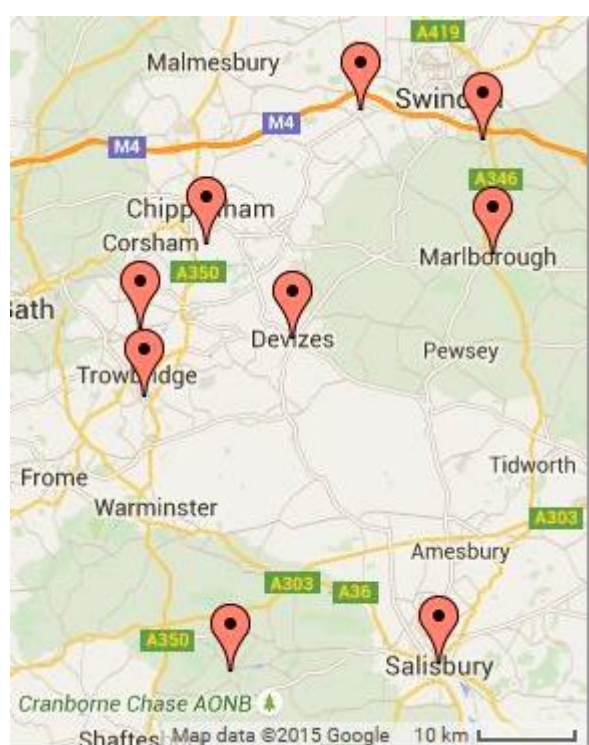 A419
Malmesbury
Swin
M4
M4
A346
Chipp ham
Corsham
Marlborough
A350
ath
Devizes
Pewsey
Trowbridge
Tidworth
Frome
Warminster
A303
Amesbury
A303
A36
A350
Salisbury
Cranborne Chase AONB
Shaftes
Map data ©2015 Google 10 km